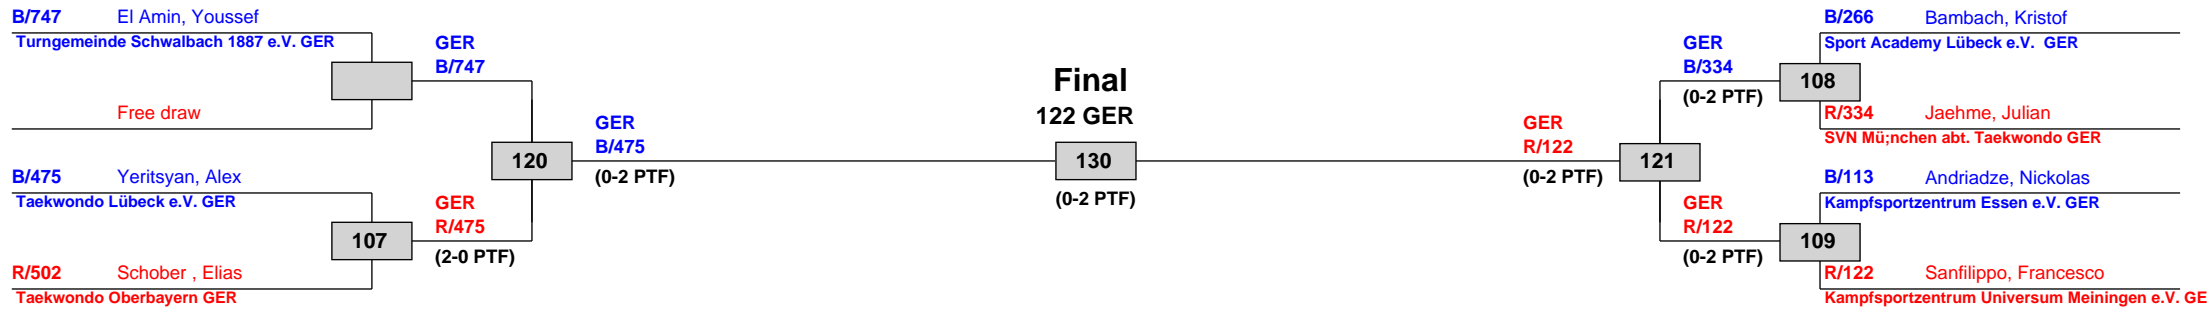 B/747 El Amin, Youssef
Turngemeinde Schwalbach 1887 e.V. GER
GER
B/747
Free draw
B/475 Yeritsyan, Alex
Taekwondo Lübeck e.V. GER
107
R/502 Schober , Elias
Taekwondo Oberbayern GER
GER
R/475
(2-0 PTF)
120
GER
B/475
(0-2 PTF)
Final
122 GER
130
(0-2 PTF)
GER
R/122
(0-2 PTF)
121
GER
B/334
(0-2 PTF)
108
B/266 Bambach, Kristof
Sport Academy Lübeck e.V. GER
R/334 Jaehme, Julian
SVN Mü;nchen abt. Taekwondo GER
B/113 Andriadze, Nickolas
Kampfsportzentrum Essen e.V. GER
GER
R/122
(0-2 PTF)
109
R/122 Sanfilippo, Francesco
Kampfsportzentrum Universum Meiningen e.V. GE